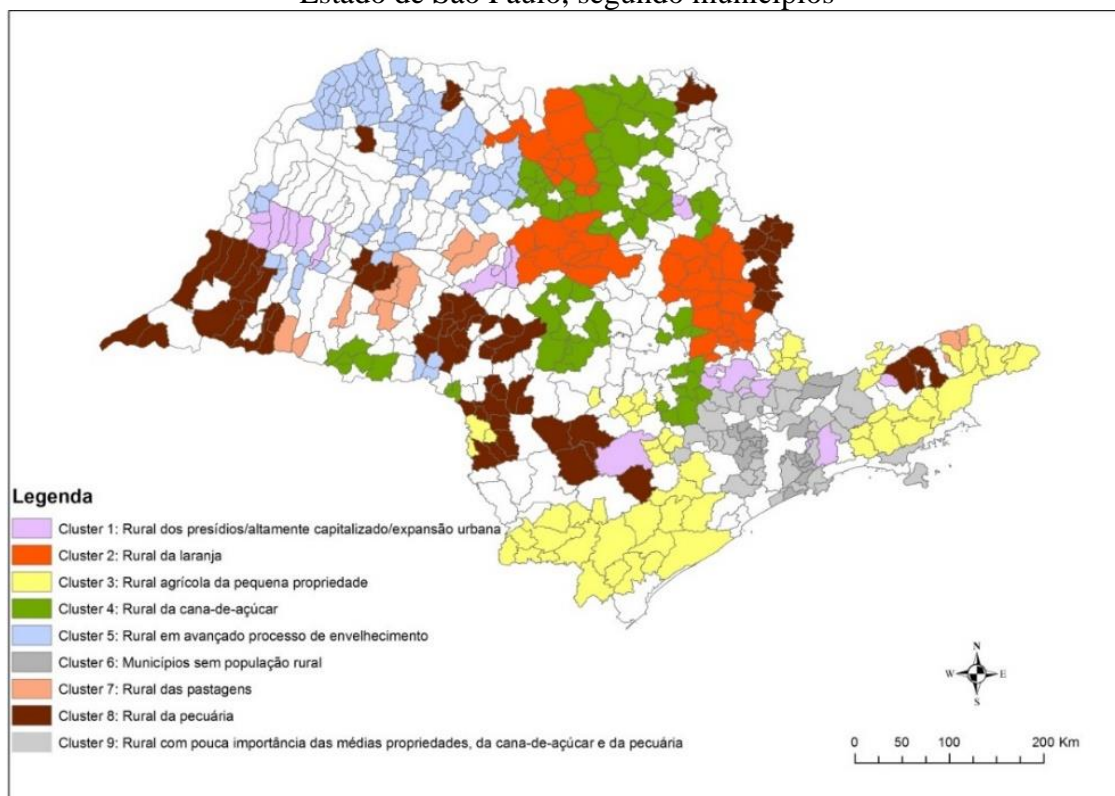 Estado de São Paulo, segundo municípios
Legenda
Cluster 1: Rural dos presídios/altamente capitalizado/expansão urbana
Cluster 2: Rural da laranja
Cluster 3: Rural agrícola da pequena propriedade
Cluster 4: Rural da cana-de-açúcar
Cluster 5: Rural em avançado processo de envelhecimento
Cluster 6: Municípios sem população rural
Cluster 7: Rural das pastagens
Cluster 8: Rural da pecuária
Cluster 9: Rural com pouca importância das médias propriedades, da cana-de-açúcar e da pecuária
N
W E
S
0 50 100 200 Km